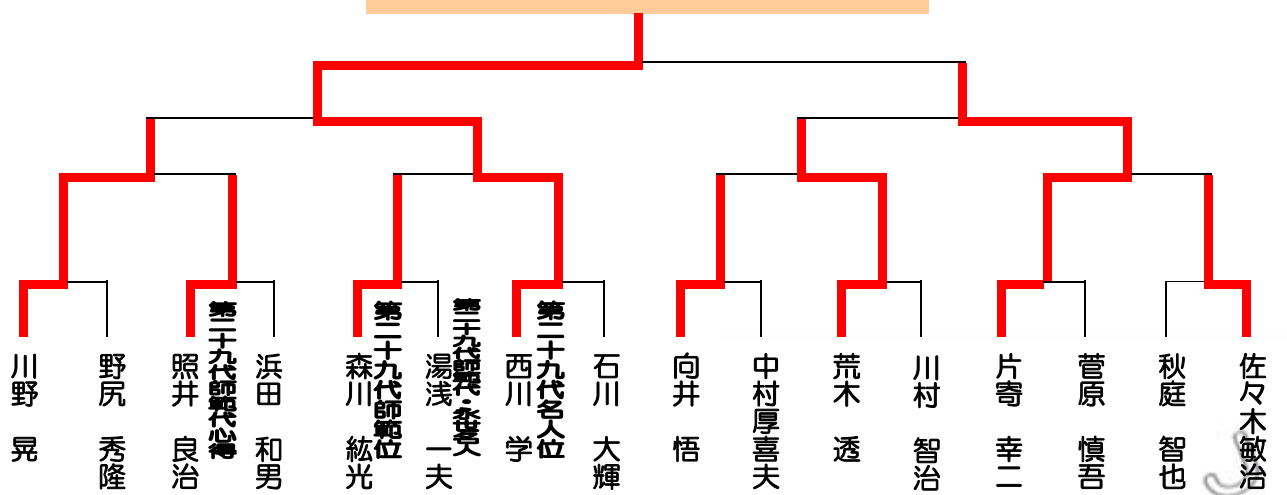 川野 晃
野尻 秀隆
照井 良治
第二十九代師範代心得
浜田 和男
森川 紘光
第二十九代師範位
湯浅 一夫
西川 学
第二十九代名人位
石川 大輝
向井 悟
中村厚喜夫
荒木 透
川村 智治
片寄 幸二
菅原 慎吾
秋庭 智也
佐々木敏治